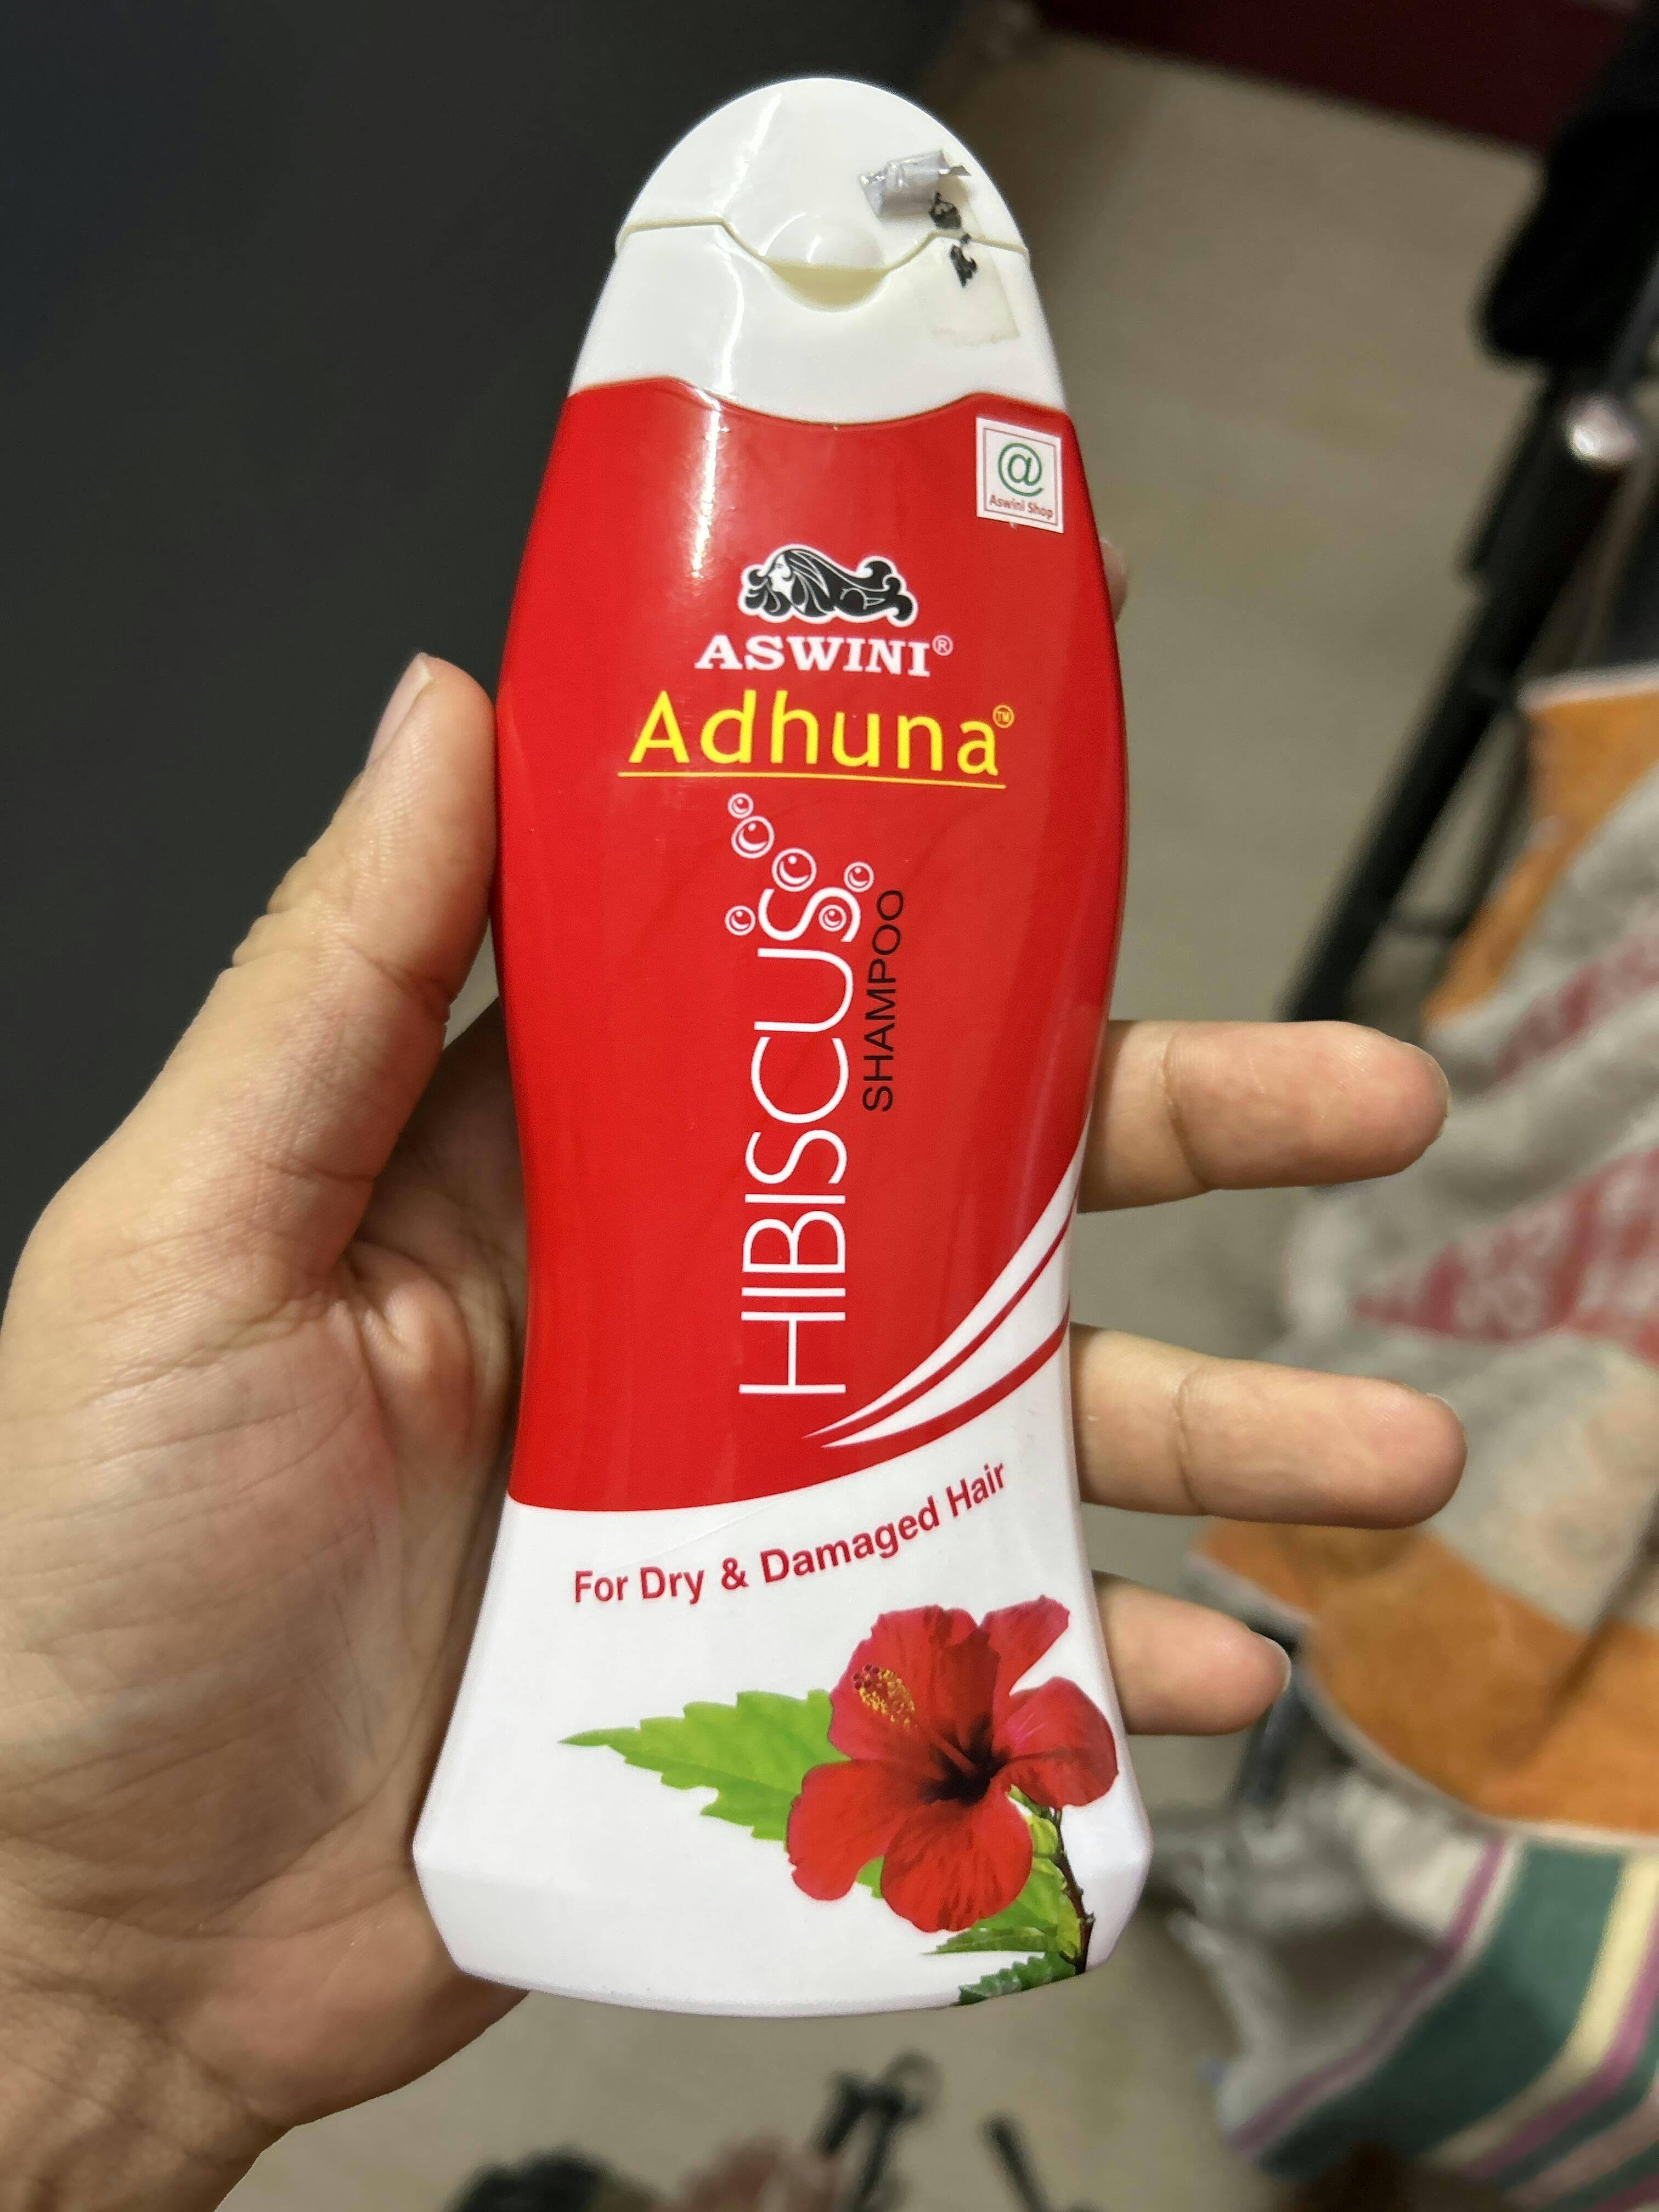 @
Aswini Shop
ASWINI®
Adhuna™
HIBISCUS
SHAMPOO
For Dry & Damaged Hair